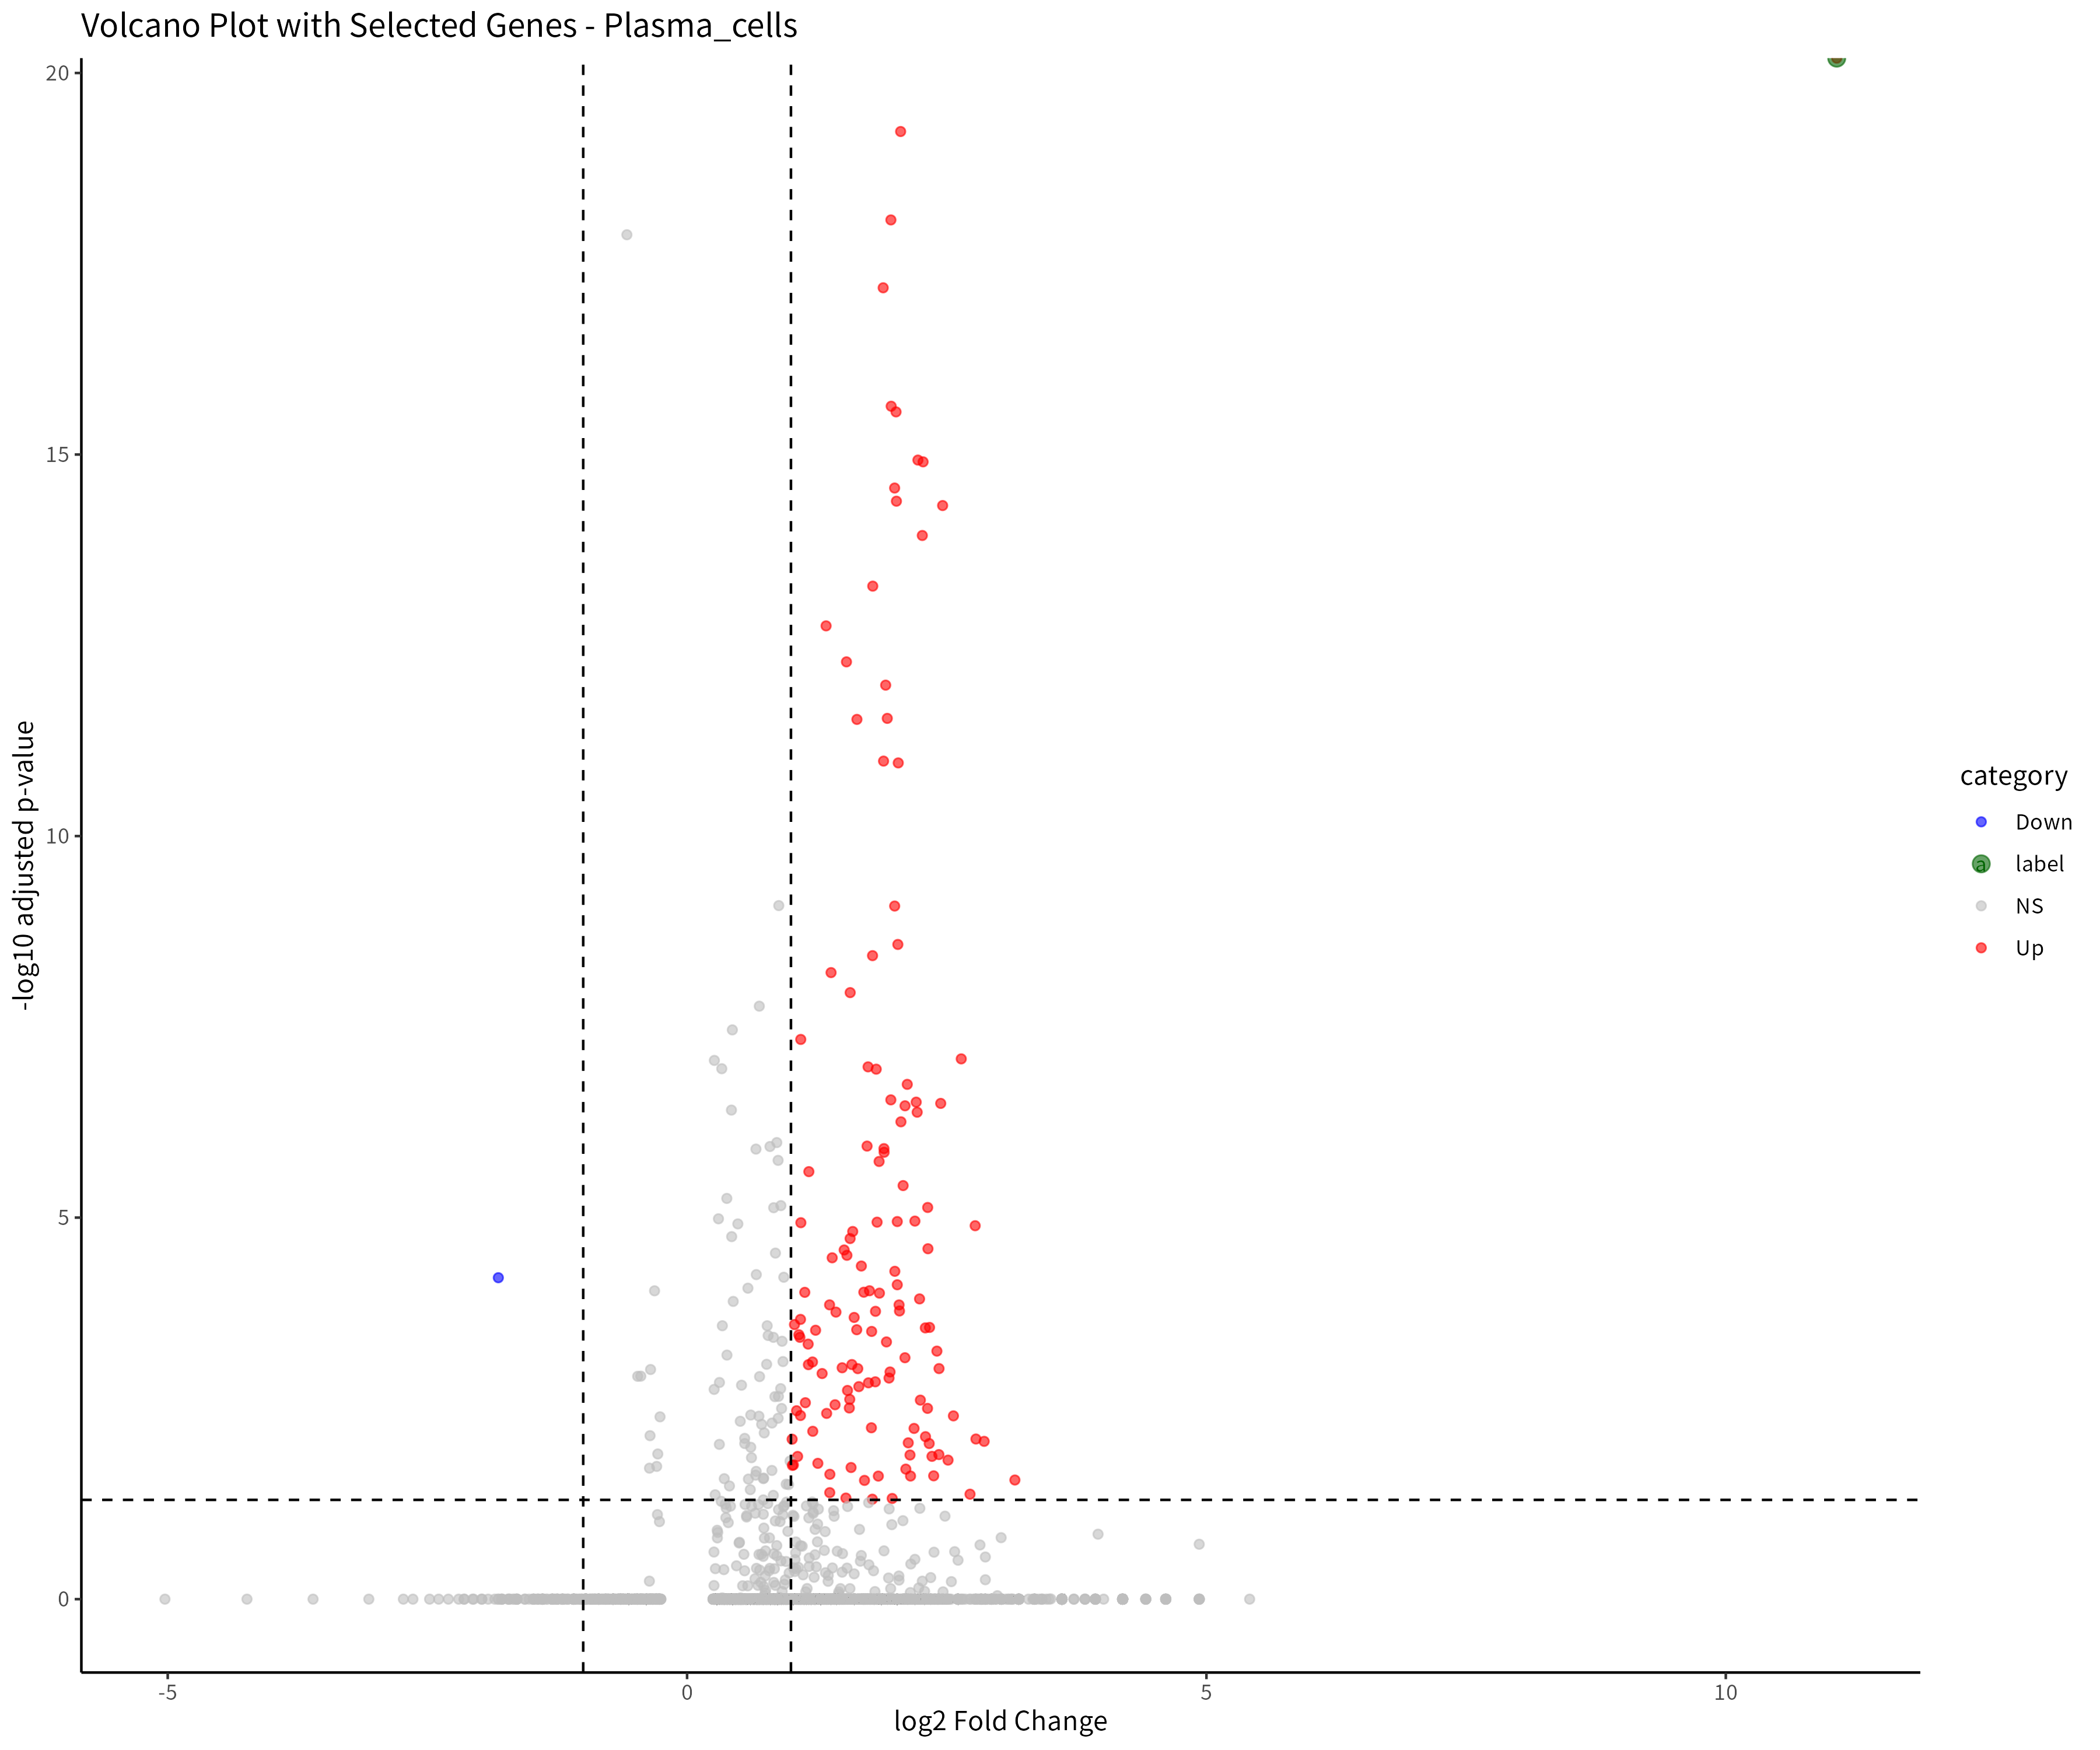 Volcano Plot with Selected Genes - Plasma_cells
20
15
10
5
0
-log10 adjusted p-value
-5
0
5
10
log2 Fold Change
category
Down
a label
NS
Up